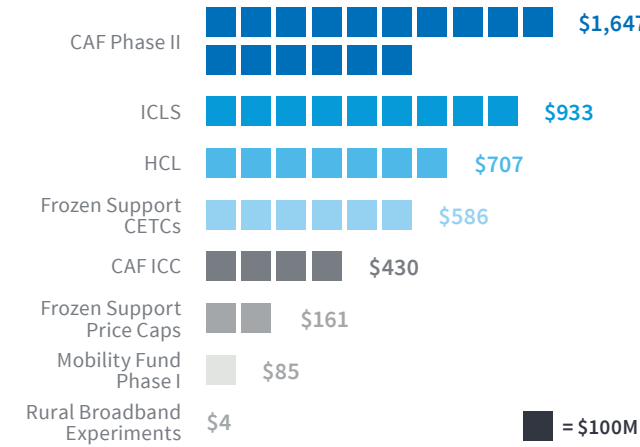 CAF Phase II $1,647
ICLS $933
HCL $707
Frozen Support
CETCs $586
CAF ICC $430
Frozen Support
Price Caps $161
Mobility Fund
Phase I $85
Rural Broadband
Experiments $4
= $100M